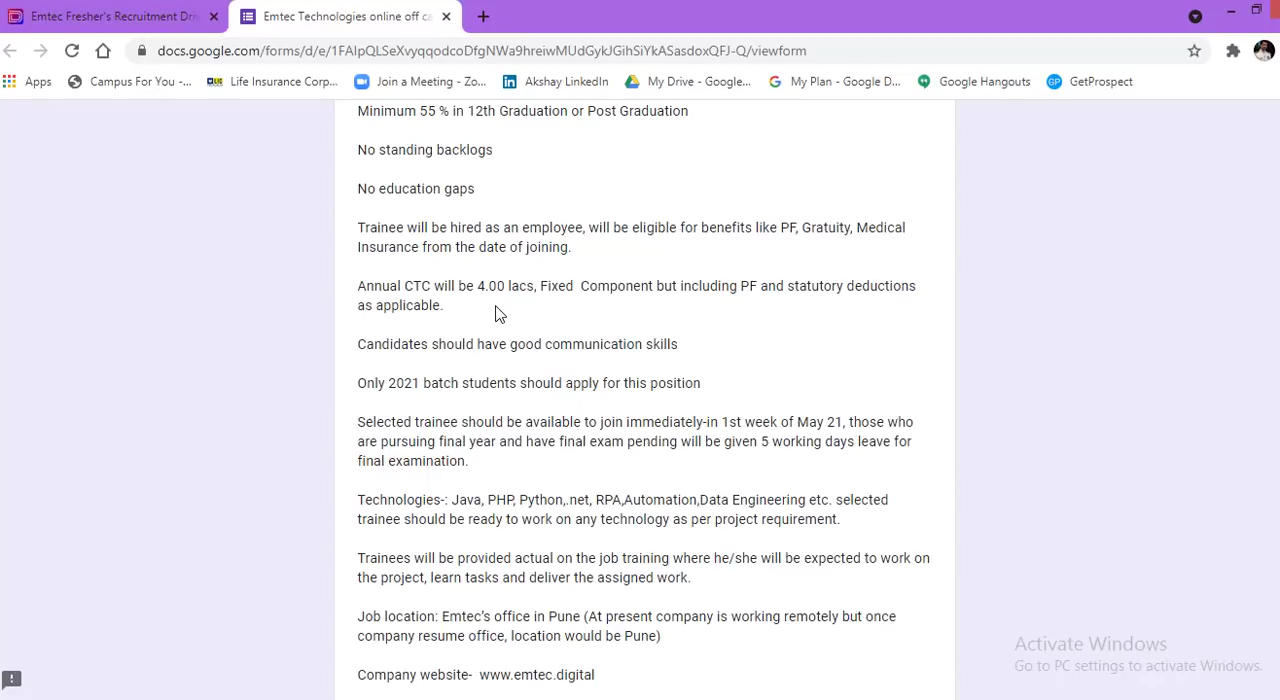 Emtec Fresher's Recruitment Dri
Emtec Technologies online off ca
docs.google.com/forms/d/e/1FAIpQLSeXvyqqodcoDfgNWa9hreiwMUdGykJGihSiYkASasdoxQFJ-Q/viewform
Apps
Campus For You -...
Life Insurance Corp...
Join a Meeting - Zo...
Akshay LinkedIn
My Drive - Google...
My Plan - Google D...
Google Hangouts
GetProspect
Minimum 55 % in 12th Graduation or Post Graduation
No standing backlogs
No education gaps
Trainee will be hired as an employee, will be eligible for benefits like PF, Gratuity, Medical
Insurance from the date of joining.
Annual CTC will be 4.00 lacs, Fixed Component but including PF and statutory deductions
as applicable.
Candidates should have good communication skills
Only 2021 batch students should apply for this position
Selected trainee should be available to join immediately-in 1st week of May 21, those who
are pursuing final year and have final exam pending will be given 5 working days leave for
final examination.
Technologies-: Java, PHP, Python,.net, RPA,Automation,Data Engineering etc. selected
trainee should be ready to work on any technology as per project requirement.
Trainees will be provided actual on the job training where he/she will be expected to work on
the project, learn tasks and deliver the assigned work.
Job location: Emtec's office in Pune (At present company is working remotely but once
company resume office, location would be Pune)
Company website- www.emtec.digital
Activate Windows
Go to PC settings to activate Windows.